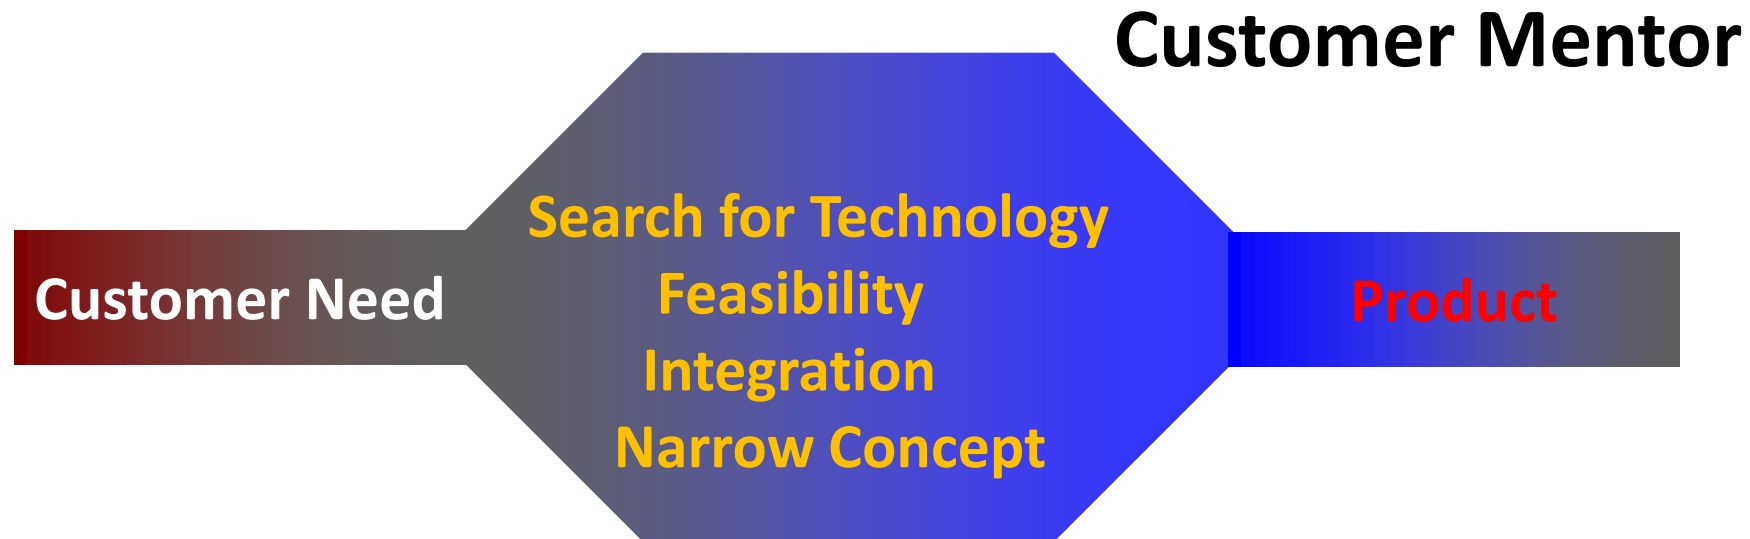 Customer Mentor
Search for Technology
Customer Need
Feasibility
Product
Integration
Narrow Concept